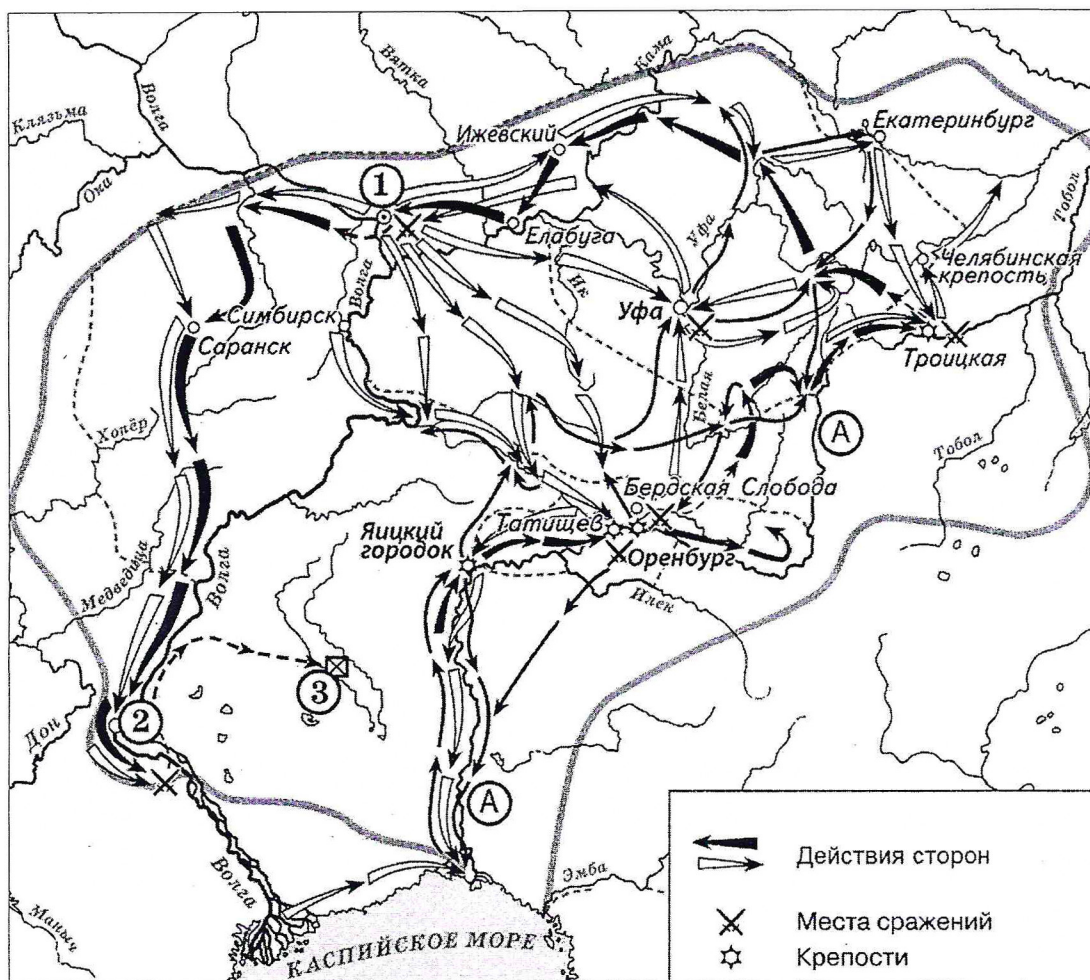 Вятка
Кама
Волга
Клязьма
Ока
Ижевский
Екатеринбург
1
Елабуга
Уфа
Тобол
Челябинская
крепость
Волга
Ик
Симбирск
Уфа
Саранск
Троицкая
Белая
Хопёр
А
Тобол
Бердская Слобода
Татищев
Яицкий
городок
Оренбург
Медведица
Волга
Илек
3
2
Дон
А
Действия сторон
Волга
Эмба
Места сражений
Маныч
КАСПИЙСКОЕ МОРЕ
Крепости